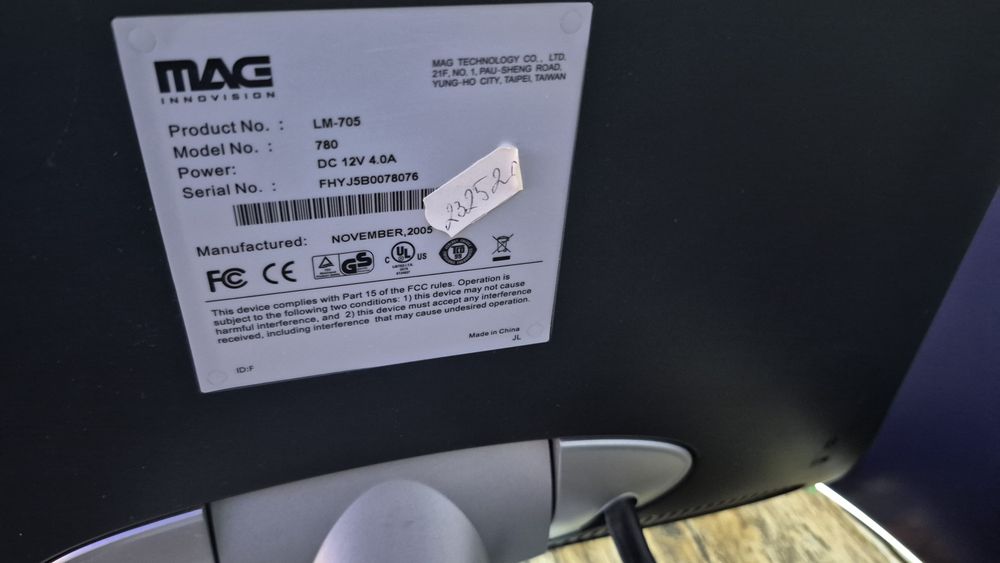 MAG
INNOVISION
MAG TECHNOLOGY CO., LTD.
21F, NO. 1, PAU-SHENG ROAD,
YUNG-HO CITY, TAIPEI, TAIWAN
Product No. : LM-705
Model No. : 780
Power: DC 12V 4.0A
Serial No. : FHYJ5B0078076
23252
Manufactured: NOVEMBER,2005
FC CE GS C UL US TCO 99
This device complies with Part 15 of the FCC rules. Operation is
subject to the following two conditions: 1) this device may not cause
harmful interference, and 2) this device must accept any interference
received, including interference that may cause undesired operation.
Made in China
JL
ID:F